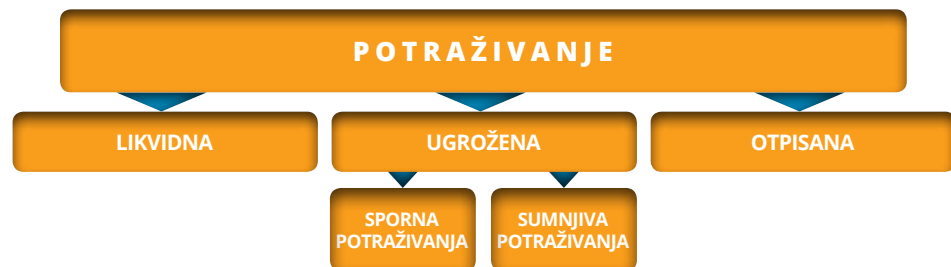 POTRAŽIVANJE
LIKVIDNA
UGROŽENA
OTPISANA
SPORNA
POTRAŽIVANJA
SUMNJIVA
POTRAŽIVANJA